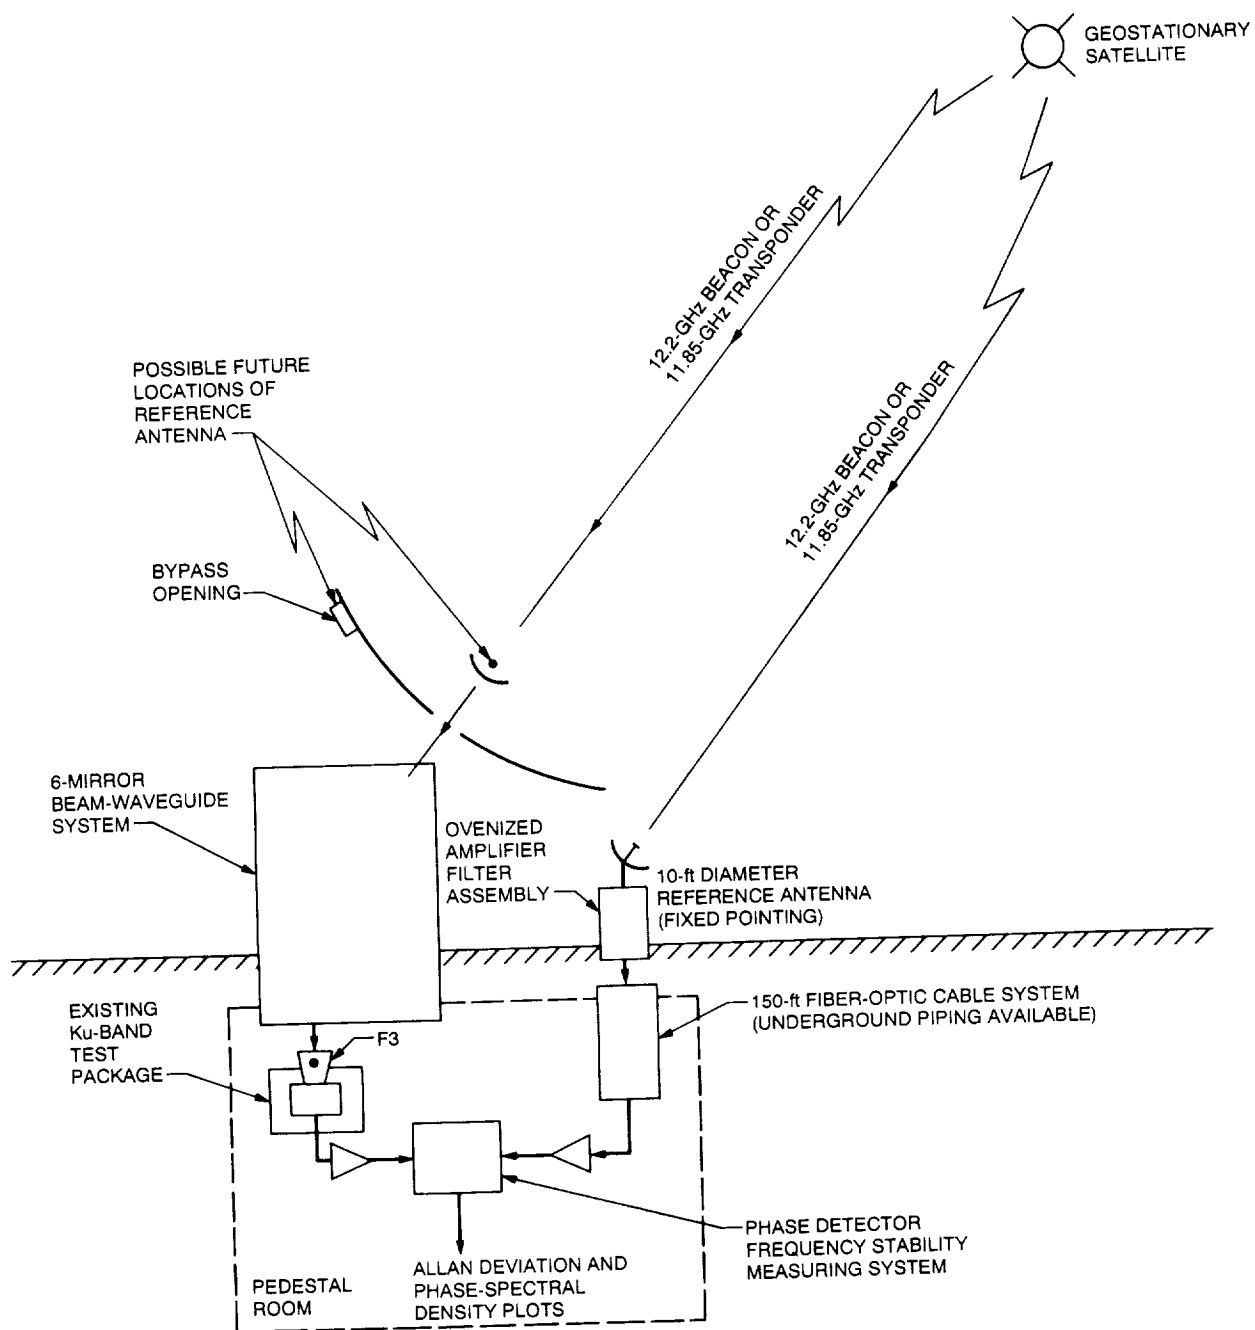 GEOSTATIONARY
SATELLITE
12.2-GHz BEACON OR
11.85-GHz TRANSPONDER
12.2-GHz BEACON OR
11.85-GHz TRANSPONDER
POSSIBLE FUTURE
LOCATIONS OF
REFERENCE
ANTENNA
BYPASS
OPENING
6-MIRROR
BEAM-WAVEGUIDE
SYSTEM
OVENIZED
AMPLIFIER
FILTER
ASSEMBLY
10-ft DIAMETER
REFERENCE ANTENNA
(FIXED POINTING)
EXISTING
Ku-BAND
TEST
PACKAGE
F3
150-ft FIBER-OPTIC CABLE SYSTEM
(UNDERGROUND PIPING AVAILABLE)
PHASE DETECTOR
FREQUENCY STABILITY
MEASURING SYSTEM
ALLAN DEVIATION AND
PHASE-SPECTRAL
DENSITY PLOTS
PEDESTAL
ROOM